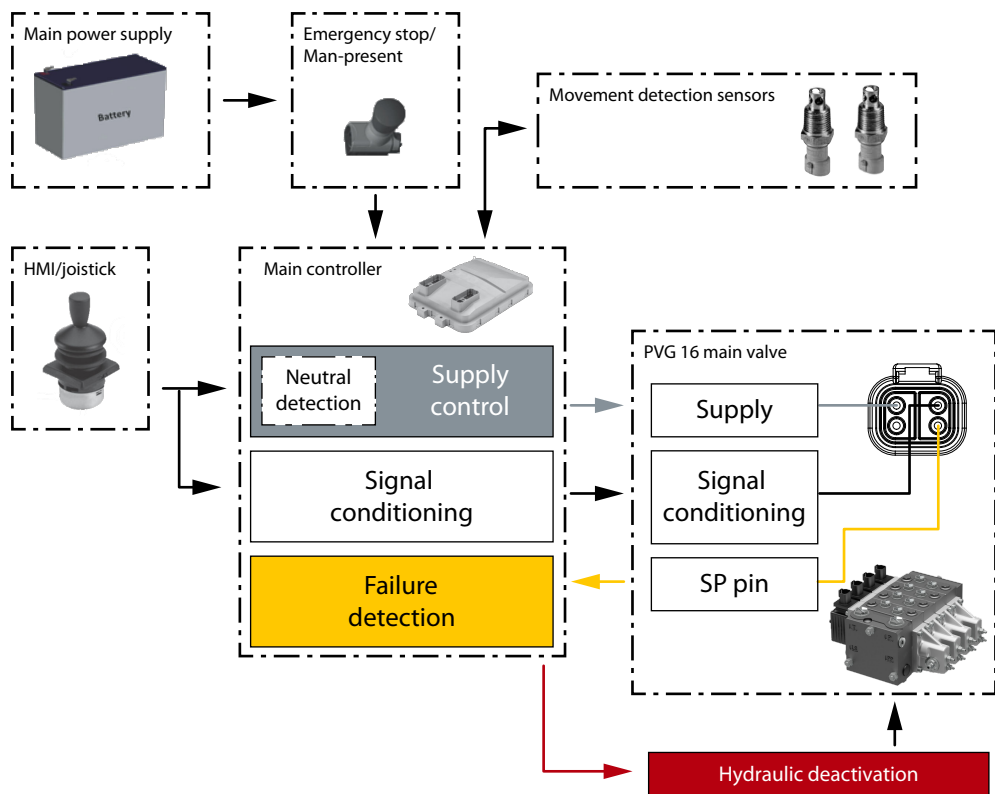 Main power supply
Battery
Emergency stop/
Man-present
Movement detection sensors
HMI/joistick
Main controller
Neutral
detection
Supply
control
Signal
conditioning
Failure
detection
PVG 16 main valve
Supply
Signal
conditioning
SP pin
Hydraulic deactivation